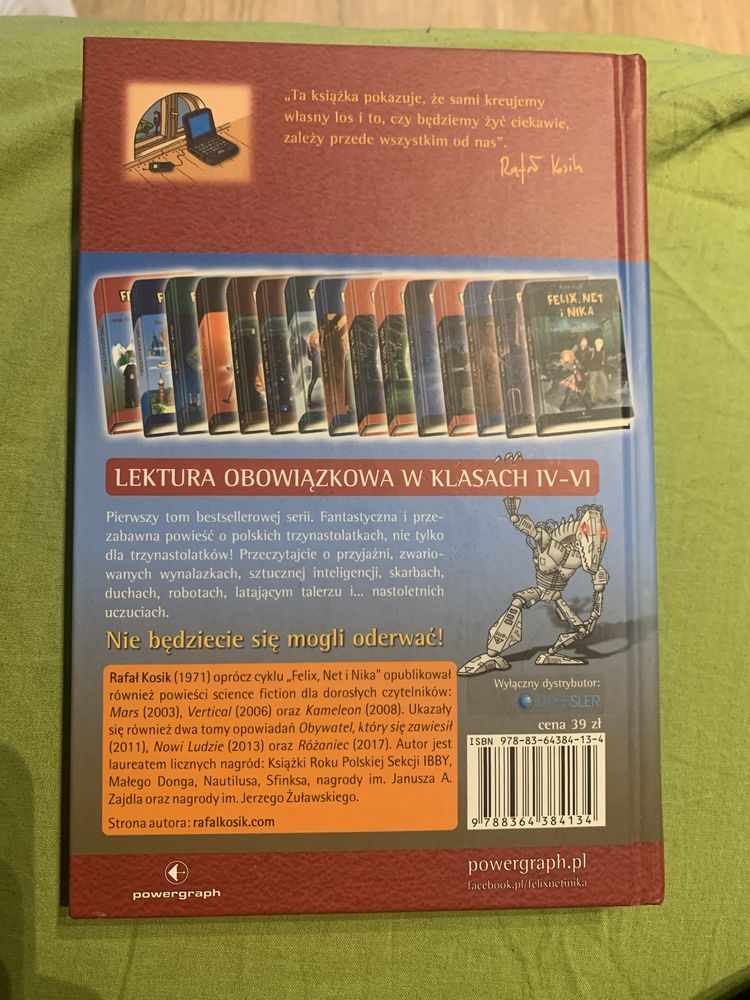 „Ta książka pokazuje, że sami kreujemy
własny los i to, czy będziemy żyć ciekawie,
zależy przede wszystkim od nas”.
Rafał Kosik
FELIX, NET
i NIKA
LEKTURA OBOWIĄZKOWA W KLASACH IV–VI
Pierwszy tom bestsellerowej serii. Fantastyczna i prze-
zabawna powieść o polskich trzynastolatkach, nie tylko
dla trzynastolatków! Przeczytajcie o przyjaźni, zwario-
wanych wynalazkach, sztucznej inteligencji, skarbach,
duchach, robotach, latającym talerzu i... nastoletnich
uczuciach.
Nie będziecie się mogli oderwać!
Rafał Kosik (1971) oprócz cyklu „Felix, Net i Nika” opublikował
również powieści science fiction dla dorosłych czytelników:
Mars (2003), Vertical (2006) oraz Kameleon (2008). Ukazały
się również dwa tomy opowiadań Obywatel, który się zawiesił
(2011), Nowi Ludzie (2013) oraz Różaniec (2017). Autor jest
laureatem licznych nagród: Książki Roku Polskiej Sekcji IBBY,
Małego Donga, Nautilusa, Sfinksa, nagrody im. Janusza A.
Zajdla oraz nagrody im. Jerzego Żuławskiego.
Strona autora: rafalkosik.com
Wyłączny dystrybutor:
DRESSLER
cena 39 zł
ISBN 978-83-64384-13-4
9 788364 384134
powergraph
powergraph.pl
facebook.pl/felixnetinika